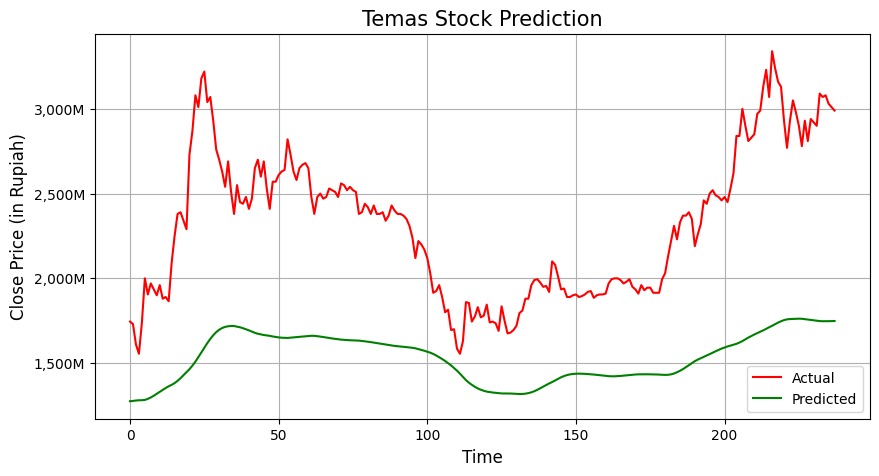 Temas Stock Prediction
Close Price (in Rupiah)
3,000M
2,500M
2,000M
1,500M
0
50
100
150
200
Time
Actual
Predicted